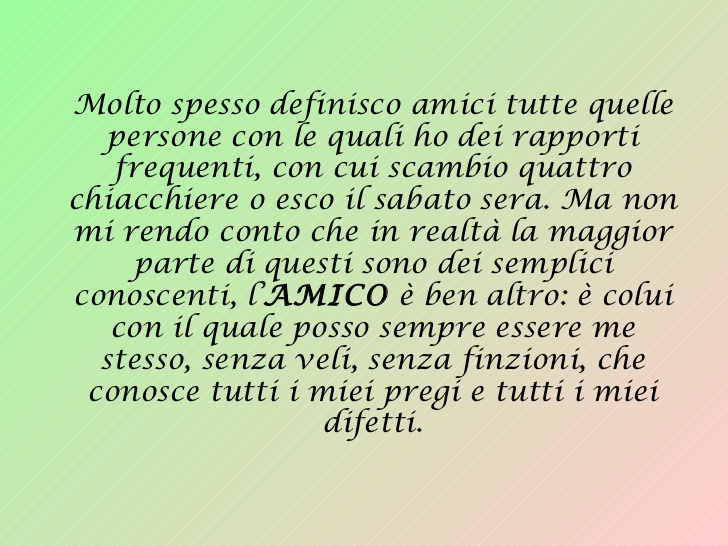 Molto spesso definisco amici tutte quelle
persone con le quali ho dei rapporti
frequenti, con cui scambio quattro
chiacchiere o esco il sabato sera. Ma non
mi rendo conto che in realtà la maggior
parte di questi sono dei semplici
conoscenti, l'AMICO è ben altro: è colui
con il quale posso sempre essere me
stesso, senza veli, senza finzioni, che
conosce tutti i miei pregi e tutti i miei
difetti.